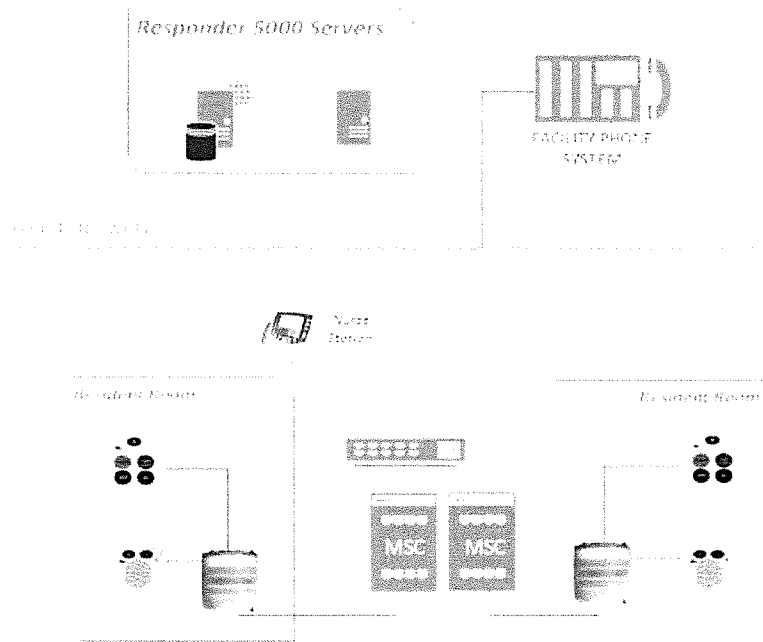 Responder 5000 Servers
FACILITY PHONE
SYSTEM
Nurse
Station
Resident Room
Resident Room
MSC
MSC